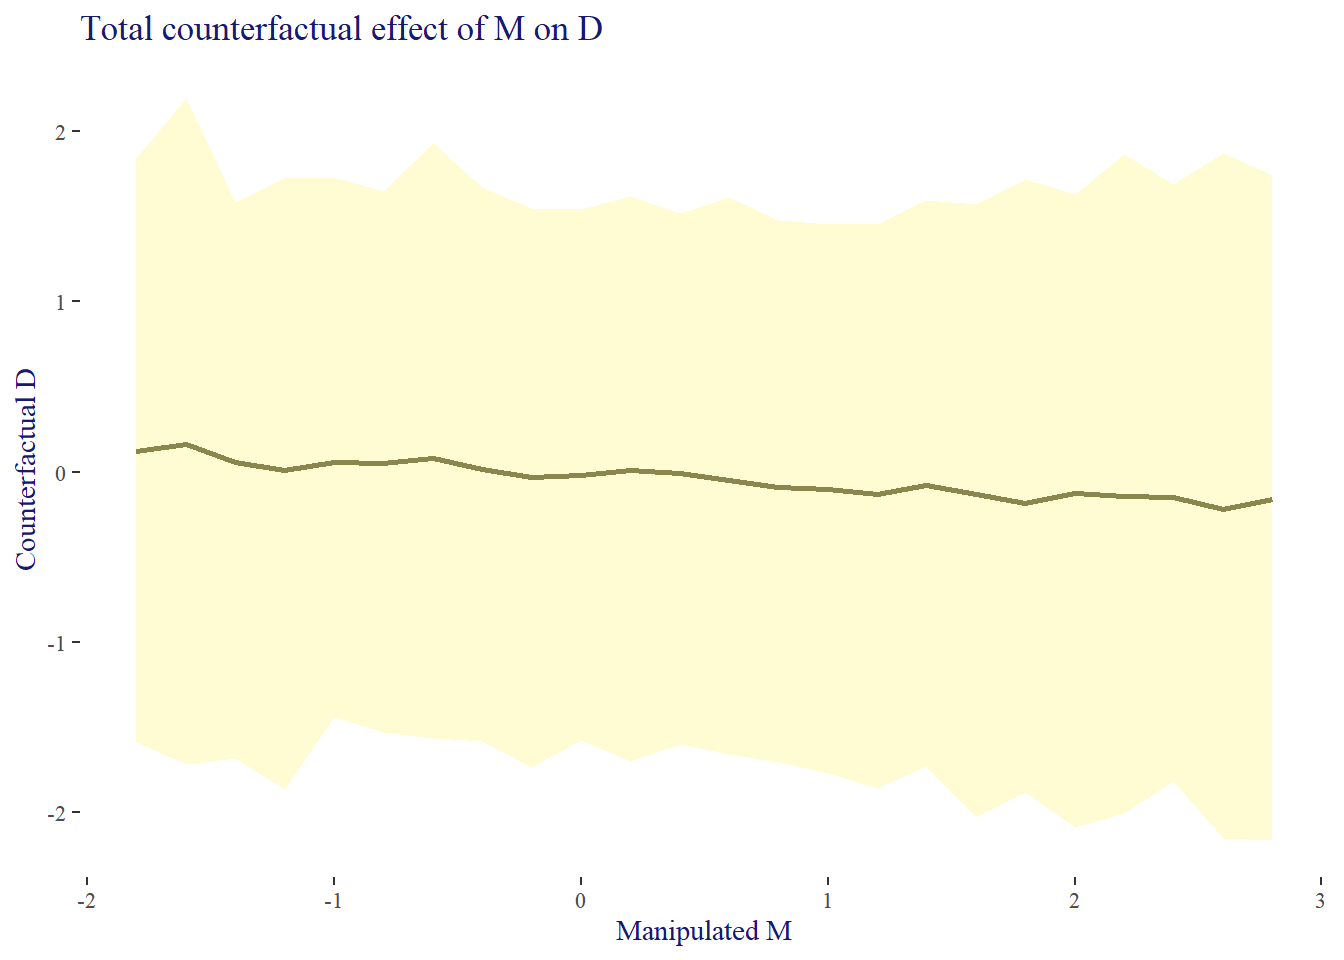 Total counterfactual effect of M on D
Counterfactual D
2
1
0
-1
-2
-2 -1 0 1 2 3
Manipulated M